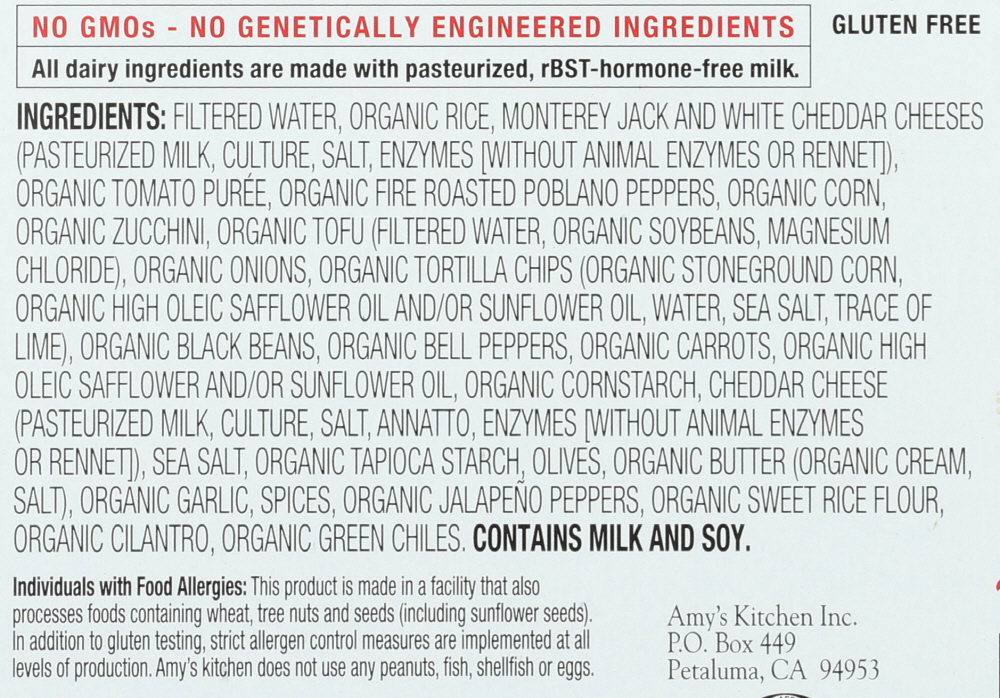 NO GMOs - NO GENETICALLY ENGINEERED INGREDIENTS
GLUTEN FREE
All dairy ingredients are made with pasteurized, rBST-hormone-free milk.
INGREDIENTS: FILTERED WATER, ORGANIC RICE, MONTEREY JACK AND WHITE CHEDDAR CHEESES
(PASTEURIZED MILK, CULTURE, SALT, ENZYMES [WITHOUT ANIMAL ENZYMES OR RENNET]),
ORGANIC TOMATO PURÉE, ORGANIC FIRE ROASTED POBLANO PEPPERS, ORGANIC CORN,
ORGANIC ZUCCHINI, ORGANIC TOFU (FILTERED WATER, ORGANIC SOYBEANS, MAGNESIUM
CHLORIDE), ORGANIC ONIONS, ORGANIC TORTILLA CHIPS (ORGANIC STONEGROUND CORN,
ORGANIC HIGH OLEIC SAFFLOWER OIL AND/OR SUNFLOWER OIL, WATER, SEA SALT, TRACE OF
LIME), ORGANIC BLACK BEANS, ORGANIC BELL PEPPERS, ORGANIC CARROTS, ORGANIC HIGH
OLEIC SAFFLOWER AND/OR SUNFLOWER OIL, ORGANIC CORNSTARCH, CHEDDAR CHEESE
(PASTEURIZED MILK, CULTURE, SALT, ANNATTO, ENZYMES [WITHOUT ANIMAL ENZYMES
OR RENNET]), SEA SALT, ORGANIC TAPIOCA STARCH, OLIVES, ORGANIC BUTTER (ORGANIC CREAM,
SALT), ORGANIC GARLIC, SPICES, ORGANIC JALAPEÑO PEPPERS, ORGANIC SWEET RICE FLOUR,
ORGANIC CILANTRO, ORGANIC GREEN CHILES. CONTAINS MILK AND SOY.
Individuals with Food Allergies: This product is made in a facility that also
processes foods containing wheat, tree nuts and seeds (including sunflower seeds).
In addition to gluten testing, strict allergen control measures are implemented at all
levels of production. Amy's kitchen does not use any peanuts, fish, shellfish or eggs.
Amy's Kitchen Inc.
P.O. Box 449
Petaluma, CA 94953